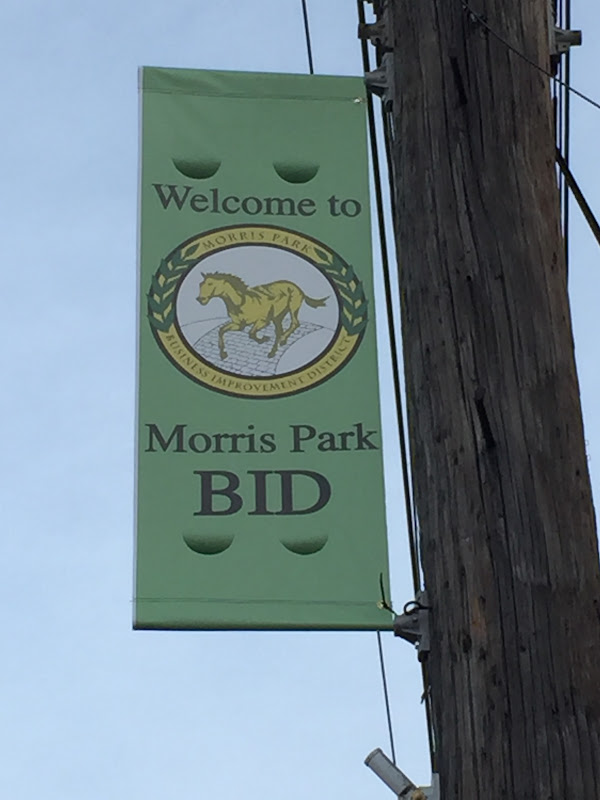 Welcome to
MORRIS PARK
BUSINESS IMPROVEMENT DISTRICT
Morris Park
BID